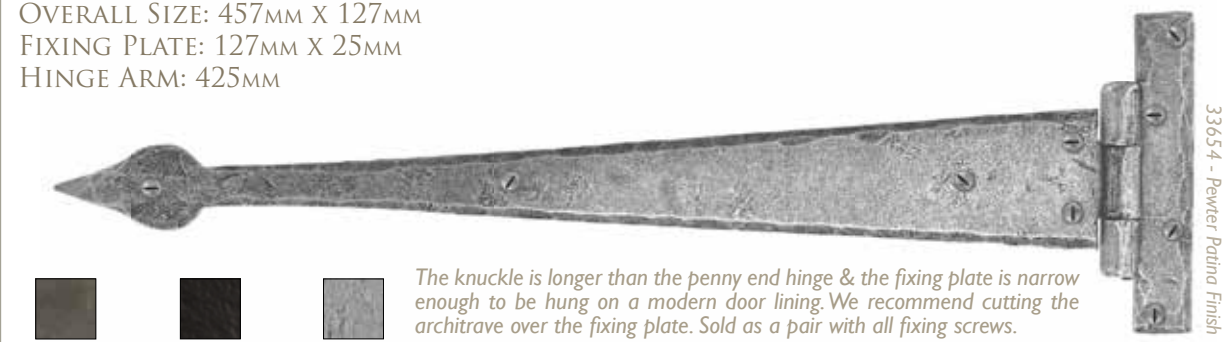 OVERALL SIZE: 457MM X 127MM
FIXING PLATE: 127MM X 25MM
HINGE ARM: 425MM
33654 - Pewter Patina Finish
The knuckle is longer than the penny end hinge & the fixing plate is narrow
enough to be hung on a modern door lining. We recommend cutting the
architrave over the fixing plate. Sold as a pair with all fixing screws.